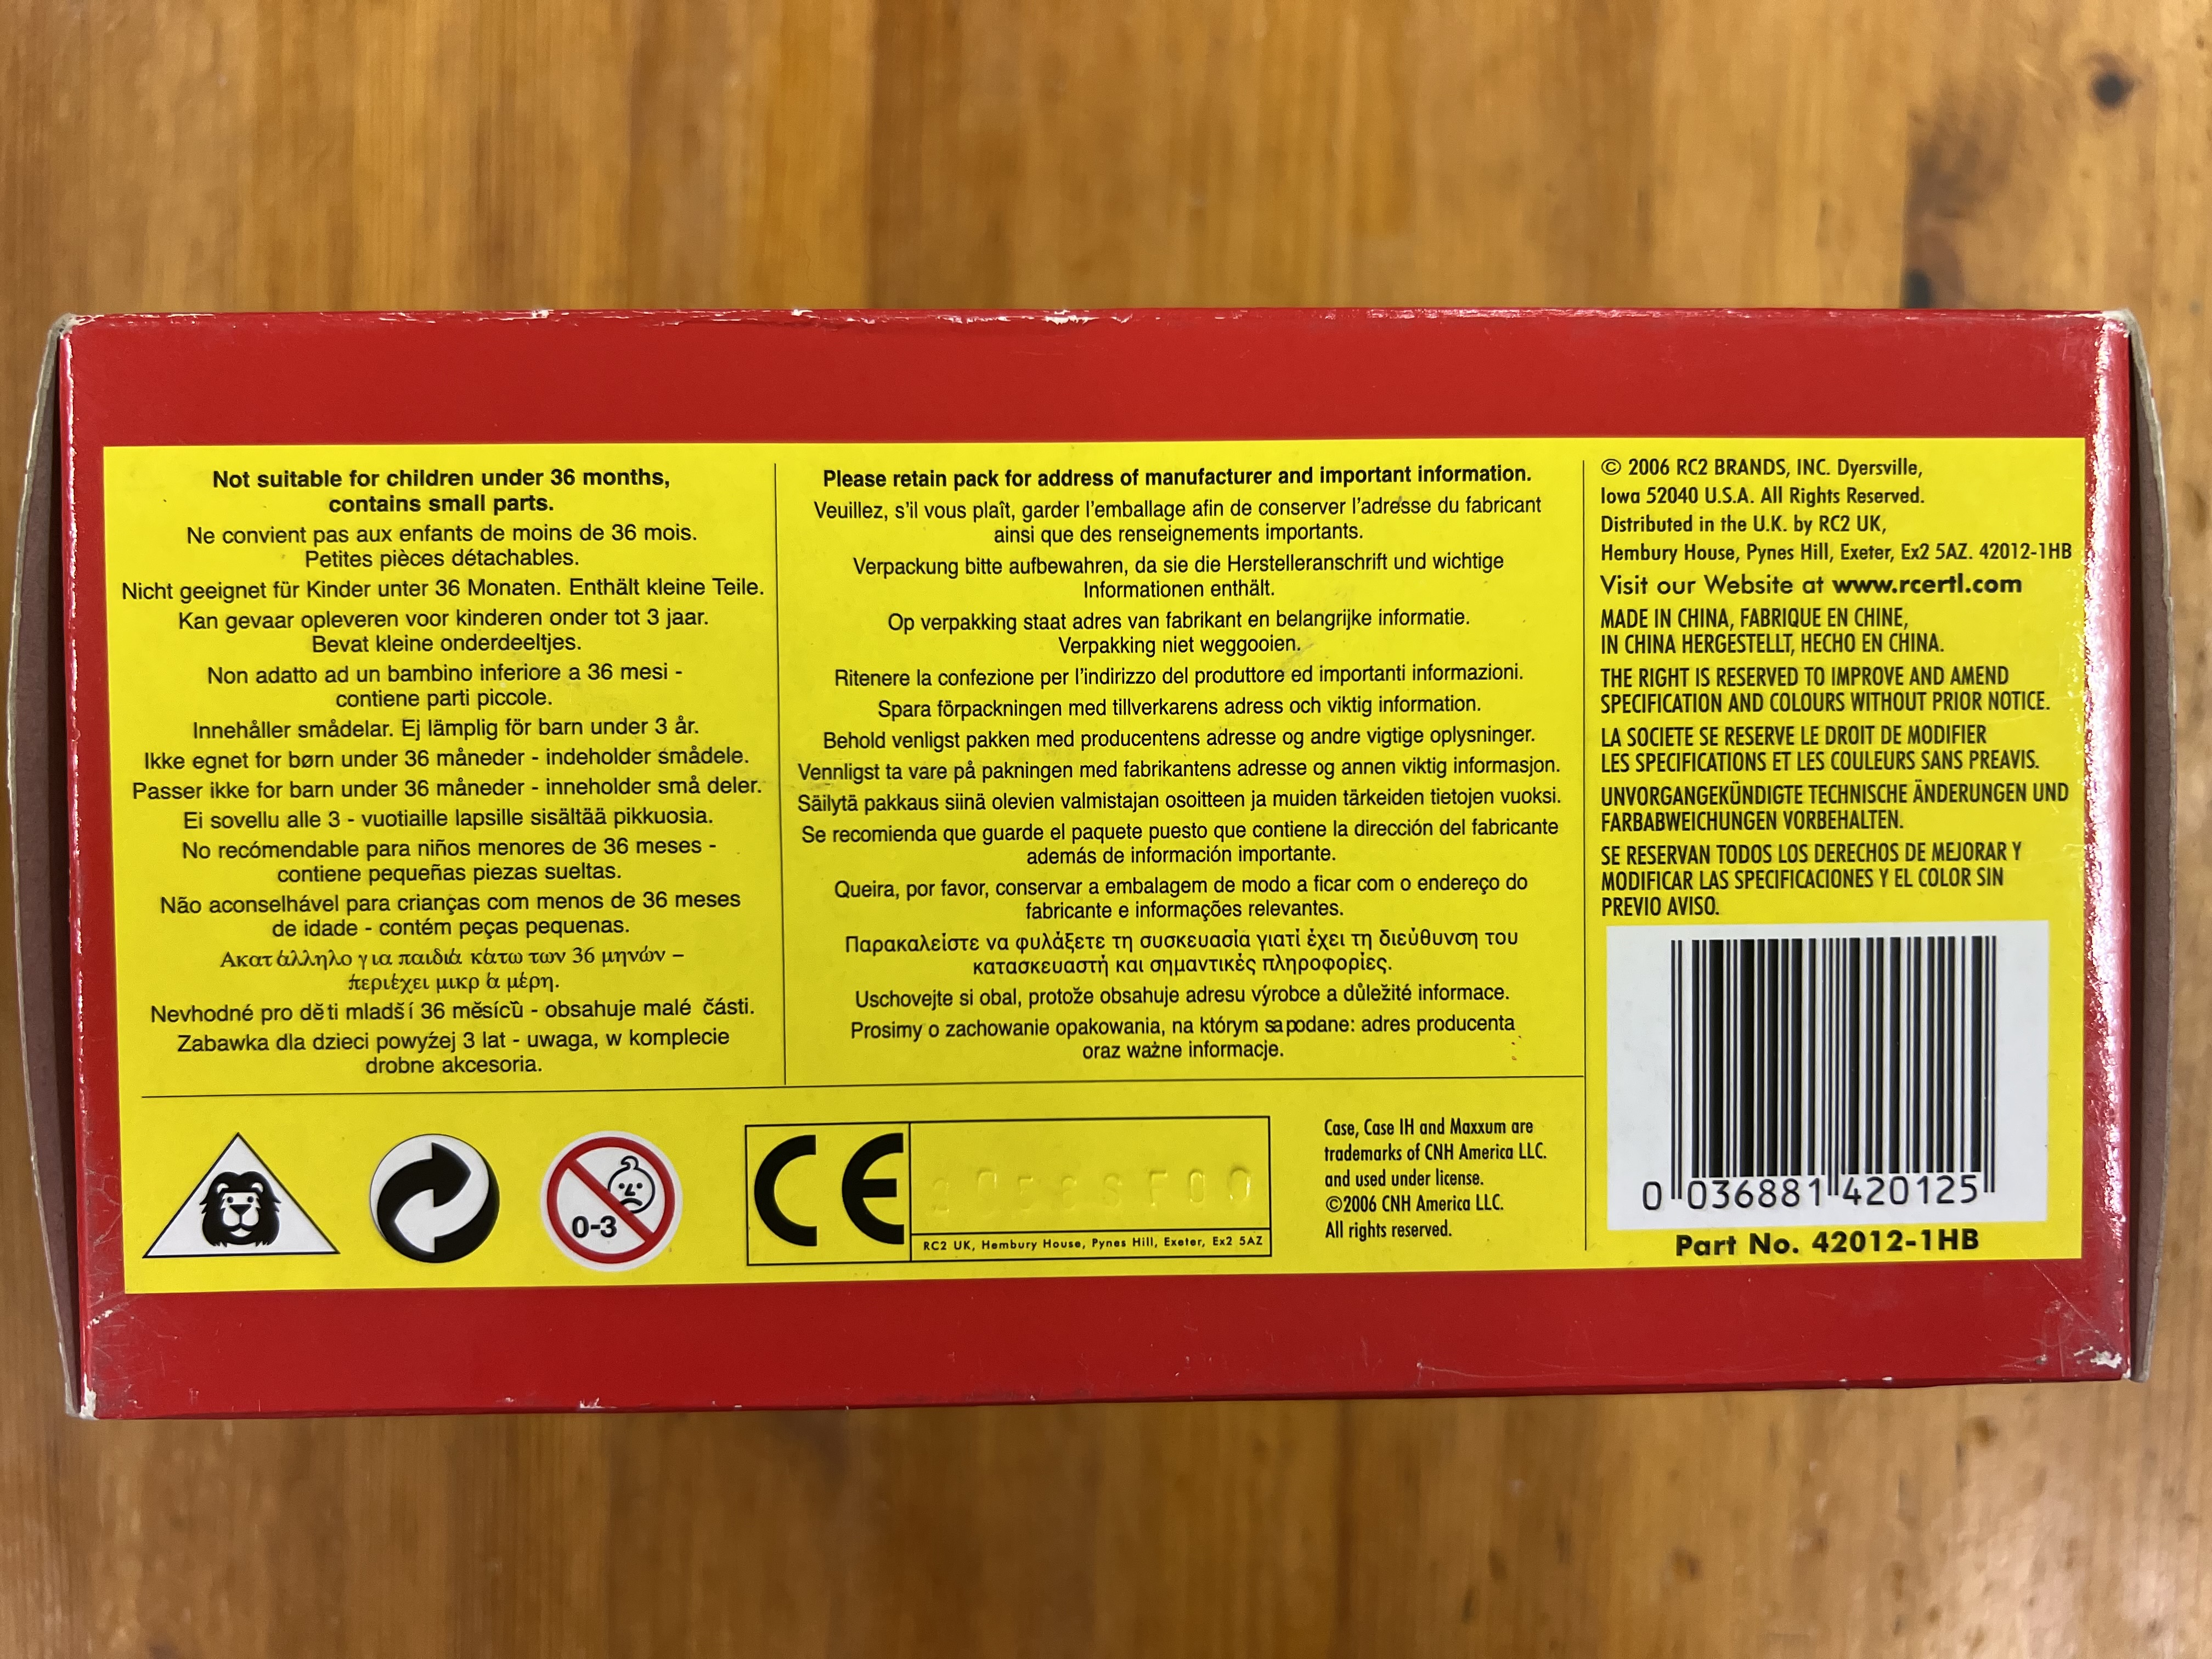 Not suitable for children under 36 months,
contains small parts.
Ne convient pas aux enfants de moins de 36 mois.
Petites pièces détachables.
Nicht geeignet für Kinder unter 36 Monaten. Enthält kleine Teile.
Kan gevaar opleveren voor kinderen onder tot 3 jaar.
Bevat kleine onderdeeltjes.
Non adatto ad un bambino inferiore a 36 mesi -
contiene parti piccole.
Innehåller smådelar. Ej lämplig för barn under 3 år.
Ikke egnet for børn under 36 måneder - indeholder smådele.
Passer ikke for barn under 36 måneder - inneholder små deler.
Ei sovellu alle 3 - vuotiaille lapsille sisältää pikkuosia.
No recómendable para niños menores de 36 meses -
contiene pequeñas piezas sueltas.
Não aconselhável para crianças com menos de 36 meses
de idade - contém peças pequenas.
Ακατάλληλο για παιδιά κάτω των 36 μηνών –
περιέχει μικρά μέρη.
Nevhodné pro děti mladší 36 měsíců - obsahuje malé části.
Zabawka dla dzieci powyżej 3 lat - uwaga, w komplecie
drobne akcesoria.
Please retain pack for address of manufacturer and important information.
Veuillez, s'il vous plaît, garder l'emballage afin de conserver l'adresse du fabricant
ainsi que des renseignements importants.
Verpackung bitte aufbewahren, da sie die Herstelleranschrift und wichtige
Informationen enthält.
Op verpakking staat adres van fabrikant en belangrijke informatie.
Verpakking niet weggooien.
Ritenere la confezione per l'indirizzo del produttore ed importanti informazioni.
Spara förpackningen med tillverkarens adress och viktig information.
Behold venligst pakken med producentens adresse og andre vigtige oplysninger.
Vennligst ta vare på pakningen med fabrikantens adresse og annen viktig informasjon.
Säilytä pakkaus siinä olevien valmistajan osoitteen ja muiden tärkeiden tietojen vuoksi.
Se recomienda que guarde el paquete puesto que contiene la dirección del fabricante
además de información importante.
Queira, por favor, conservar a embalagem de modo a ficar com o endereço do
fabricante e informações relevantes.
Παρακαλείστε να φυλάξετε τη συσκευασία γιατί έχει τη διεύθυνση του
κατασκευαστή και σημαντικές πληροφορίες.
Uschovejte si obal, protože obsahuje adresu výrobce a důležité informace.
Prosimy o zachowanie opakowania, na którym sa podane: adres producenta
oraz ważne informacje.
© 2006 RC2 BRANDS, INC. Dyersville,
Iowa 52040 U.S.A. All Rights Reserved.
Distributed in the U.K. by RC2 UK,
Hembury House, Pynes Hill, Exeter, Ex2 5AZ. 42012-1HB
Visit our Website at www.rcertl.com
MADE IN CHINA, FABRIQUE EN CHINE,
IN CHINA HERGESTELLT, HECHO EN CHINA.
THE RIGHT IS RESERVED TO IMPROVE AND AMEND
SPECIFICATION AND COLOURS WITHOUT PRIOR NOTICE.
LA SOCIETE SE RESERVE LE DROIT DE MODIFIER
LES SPECIFICATIONS ET LES COULEURS SANS PREAVIS.
UNVORGANGEKÜNDIGTE TECHNISCHE ÄNDERUNGEN UND
FARBABWEICHUNGEN VORBEHALTEN.
SE RESERVAN TODOS LOS DERECHOS DE MEJORAR Y
MODIFICAR LAS SPECIFICACIONES Y EL COLOR SIN
PREVIO AVISO.
0 036881 420125
Part No. 42012-1HB
0-3
CE
RC2 UK, Hembury House, Pynes Hill, Exeter, Ex2 5AZ
Case, Case IH and Maxxum are
trademarks of CNH America LLC.
and used under license.
©2006 CNH America LLC.
All rights reserved.